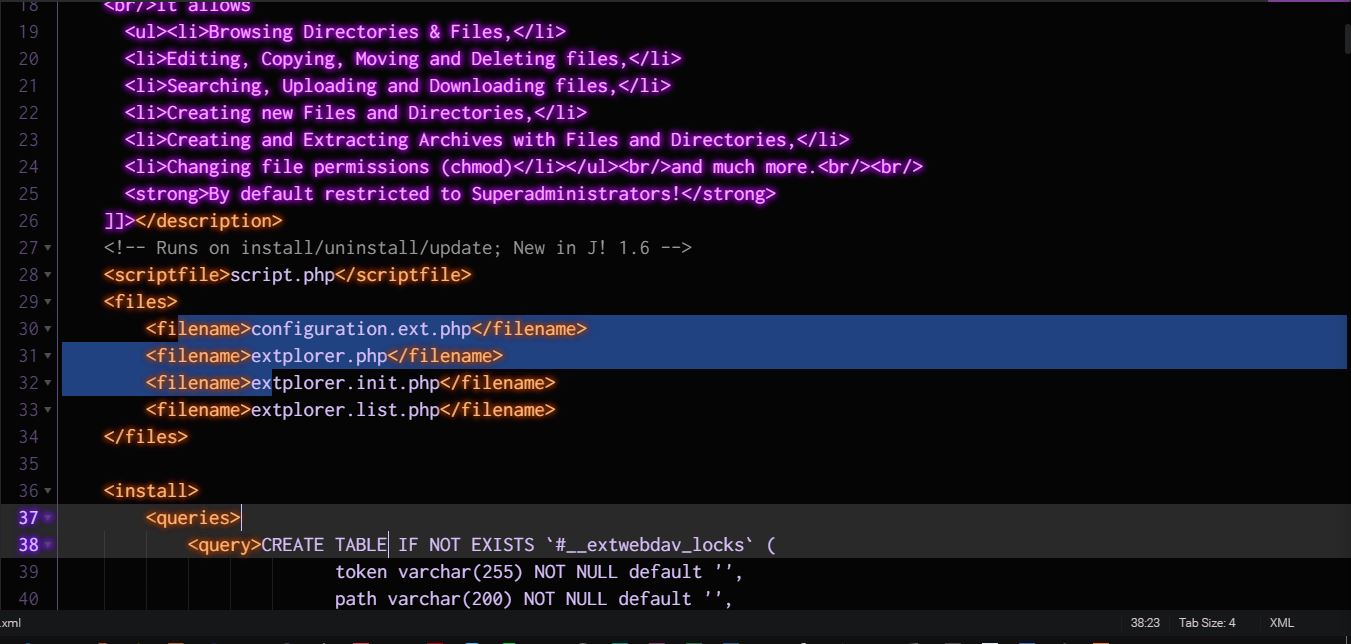 18 <br/>It allows
19 <ul><li>Browsing Directories & Files,</li>
20 <li>Editing, Copying, Moving and Deleting files,</li>
21 <li>Searching, Uploading and Downloading files,</li>
22 <li>Creating new Files and Directories,</li>
23 <li>Creating and Extracting Archives with Files and Directories,</li>
24 <li>Changing file permissions (chmod)</li></ul><br/>and much more.<br/><br/>
25 <strong>By default restricted to Superadministrators!</strong>
26 ]]></description>
27 <!-- Runs on install/uninstall/update; New in J! 1.6 -->
28 <scriptfile>script.php</scriptfile>
29 <files>
30 <filename>configuration.ext.php</filename>
31 <filename>extplorer.php</filename>
32 <filename>extplorer.init.php</filename>
33 <filename>extplorer.list.php</filename>
34 </files>
35
36 <install>
37 <queries>
38 <query>CREATE TABLE IF NOT EXISTS `#__extwebdav_locks` (
39 token varchar(255) NOT NULL default '',
40 path varchar(200) NOT NULL default '',
.xml 38:23 Tab Size: 4 XML